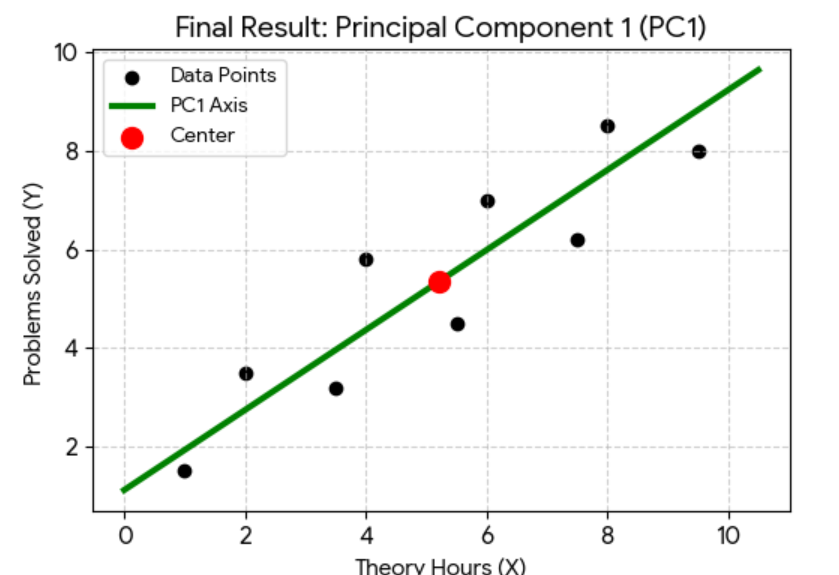 Final Result: Principal Component 1 (PC1)
Data Points
PC1 Axis
Center
Problems Solved (Y)
10
8
6
4
2
0 2 4 6 8 10
Theory Hours (X)